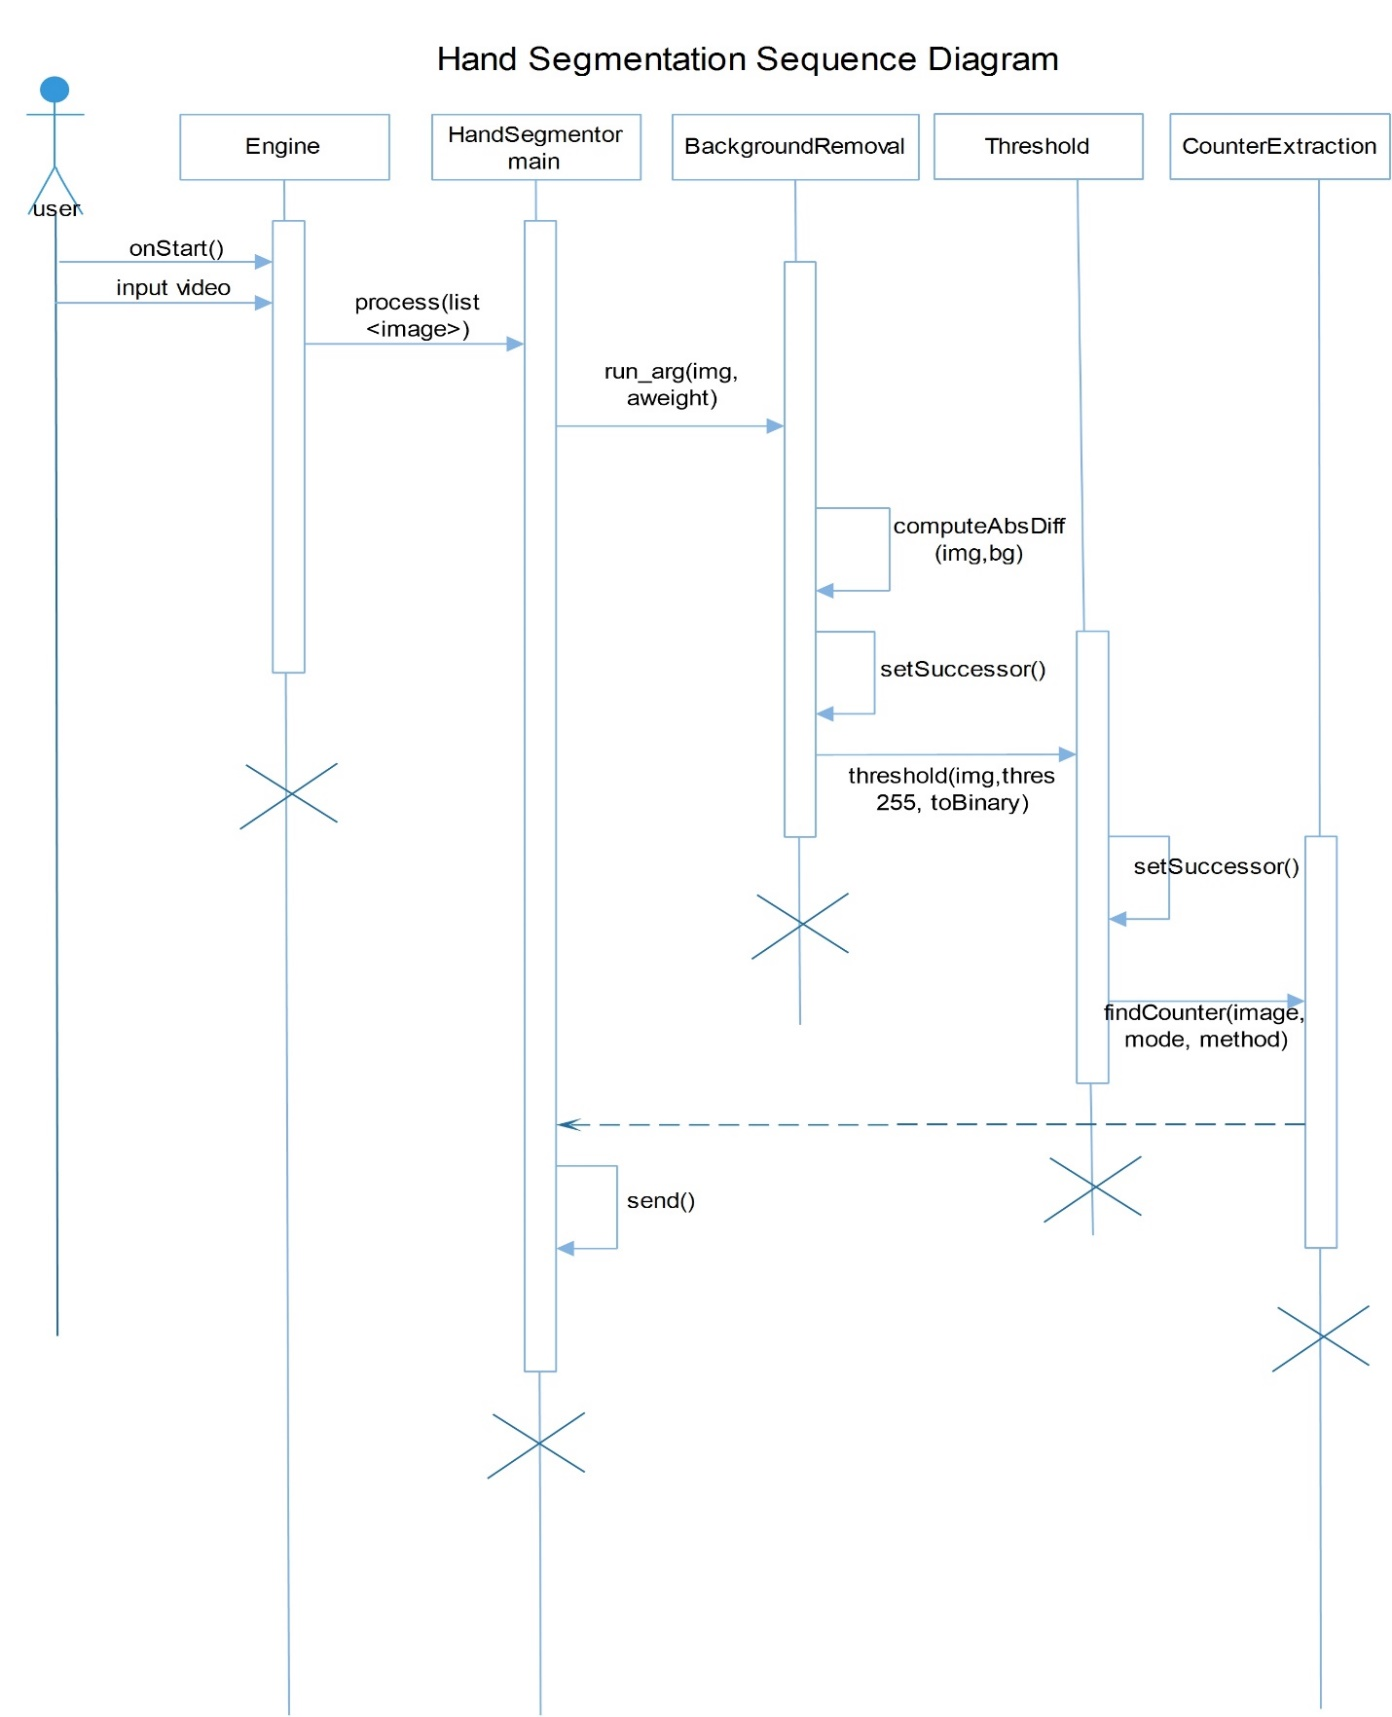 Hand Segmentation Sequence Diagram
Engine
HandSegmentor
main
BackgroundRemoval
Threshold
CounterExtraction
user
onStart()
input video
process(list
<image>)
run_arg(img,
aweight)
computeAbsDiff
(img,bg)
setSuccessor()
threshold(img,thres
255, toBinary)
setSuccessor()
findCounter(image,
mode, method)
send()